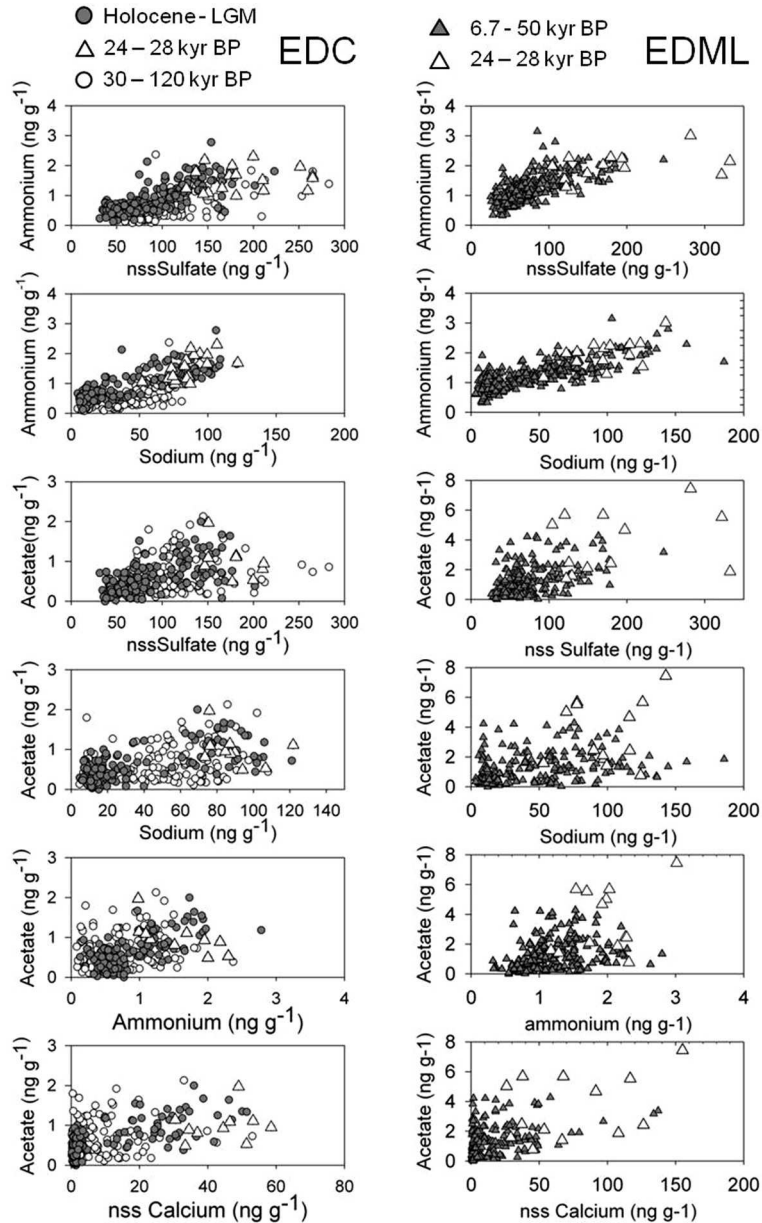 Holocene - LGM
24 – 28 kyr BP
30 – 120 kyr BP
EDC
6.7 - 50 kyr BP
24 – 28 kyr BP
EDML
Ammonium (ng g-1)
4
3
2
1
0
0 50 100 150 200 250 300
nssSulfate (ng g-1)
Ammonium (ng g-1)
4
3
2
1
0
0 100 200 300
nssSulfate (ng g-1)
Ammonium (ng g-1)
4
3
2
1
0
0 50 100 150 200
Sodium (ng g-1)
Ammonium (ng g-1)
4
3
2
1
0
0 50 100 150 200
Sodium (ng g-1)
Acetate(ng g-1)
3
2
1
0
0 50 100 150 200 250 300
nssSulfate (ng g-1)
Acetate (ng g-1)
8
6
4
2
0
0 100 200 300
nss Sulfate (ng g-1)
Acetate (ng g-1)
3
2
1
0
0 20 40 60 80 100 120 140
Sodium (ng g-1)
Acetate (ng g-1)
8
6
4
2
0
0 50 100 150 200
Sodium (ng g-1)
Acetate (ng g-1)
3
2
1
0
0 1 2 3 4
Ammonium (ng g-1)
Acetate (ng g-1)
8
6
4
2
0
0 1 2 3 4
ammonium (ng g-1)
Acetate (ng g-1)
3
2
1
0
0 20 40 60 80
nss Calcium (ng g-1)
Acetate (ng g-1)
8
6
4
2
0
0 50 100 150 200
nss Calcium (ng g-1)